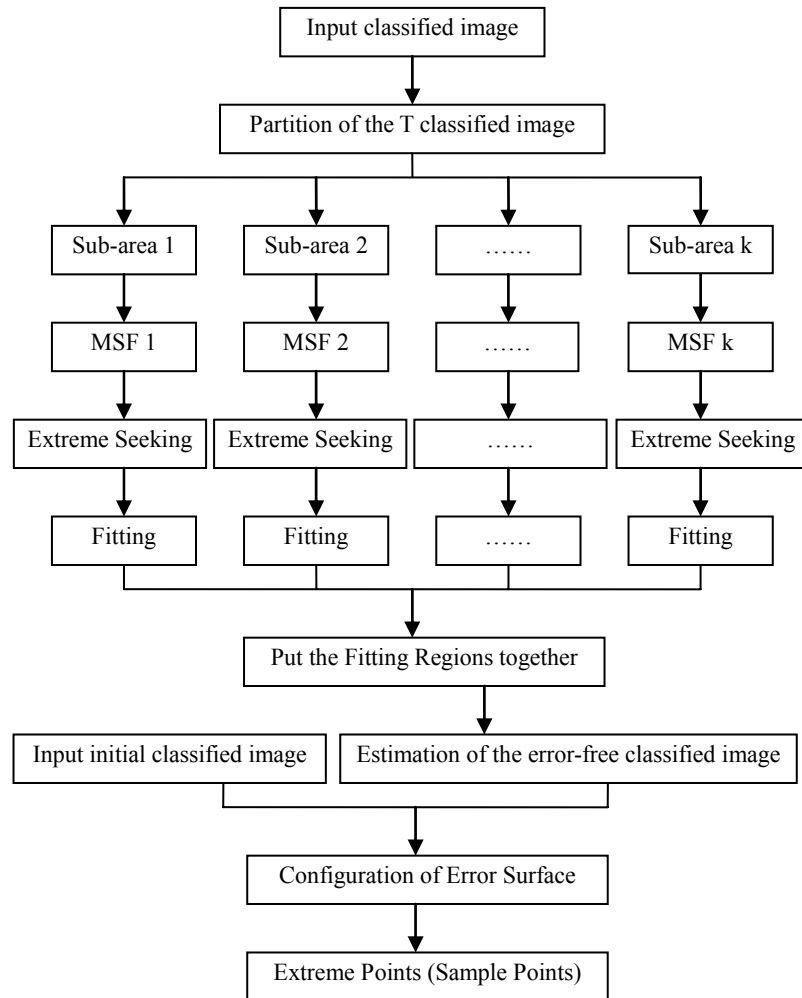 Input classified image
Partition of the T classified image
Sub-area 1
Sub-area 2
……
Sub-area k
MSF 1
MSF 2
……
MSF k
Extreme Seeking
Extreme Seeking
……
Extreme Seeking
Fitting
Fitting
……
Fitting
Put the Fitting Regions together
Input initial classified image
Estimation of the error-free classified image
Configuration of Error Surface
Extreme Points (Sample Points)